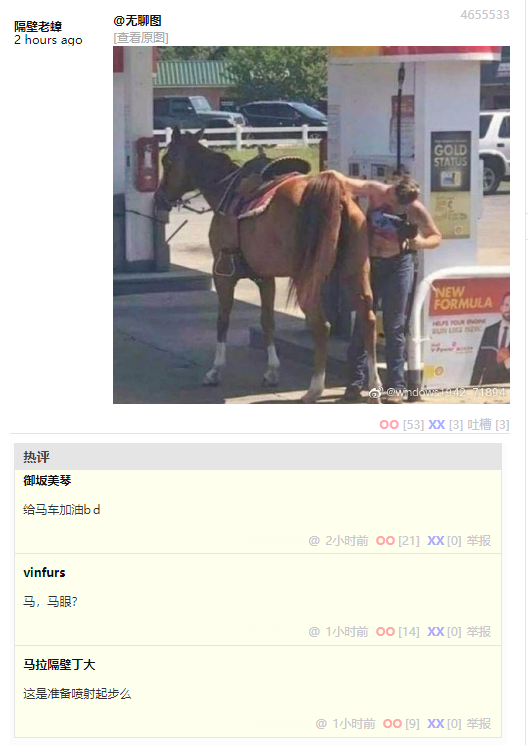 隔壁老蟑
2 hours ago
@无聊图
4655533
[查看原图]
GOLD
STATUS
NEW
FORMULA
HELPS YOUR ENGINE
RUN LIKE NEW.
V-Power
@wndows1942_71894
OO [53] XX [3] 吐槽 [3]
热评
御坂美琴
给马车加油b d
@ 2小时前 OO [21] XX [0] 举报
vinfurs
马，马眼？
@ 1小时前 OO [14] XX [0] 举报
马拉隔壁丁大
这是准备喷射起步么
@ 1小时前 OO [9] XX [0] 举报